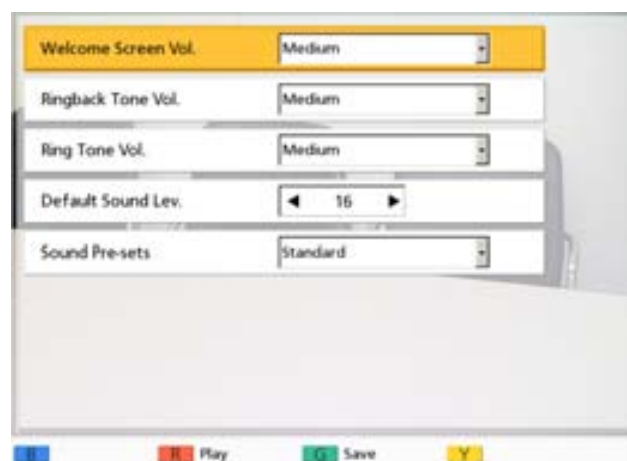 Welcome Screen Vol. Medium
Ringback Tone Vol. Medium
Ring Tone Vol. Medium
Default Sound Lev. 16
Sound Pre-sets Standard
B R Play G Save Y